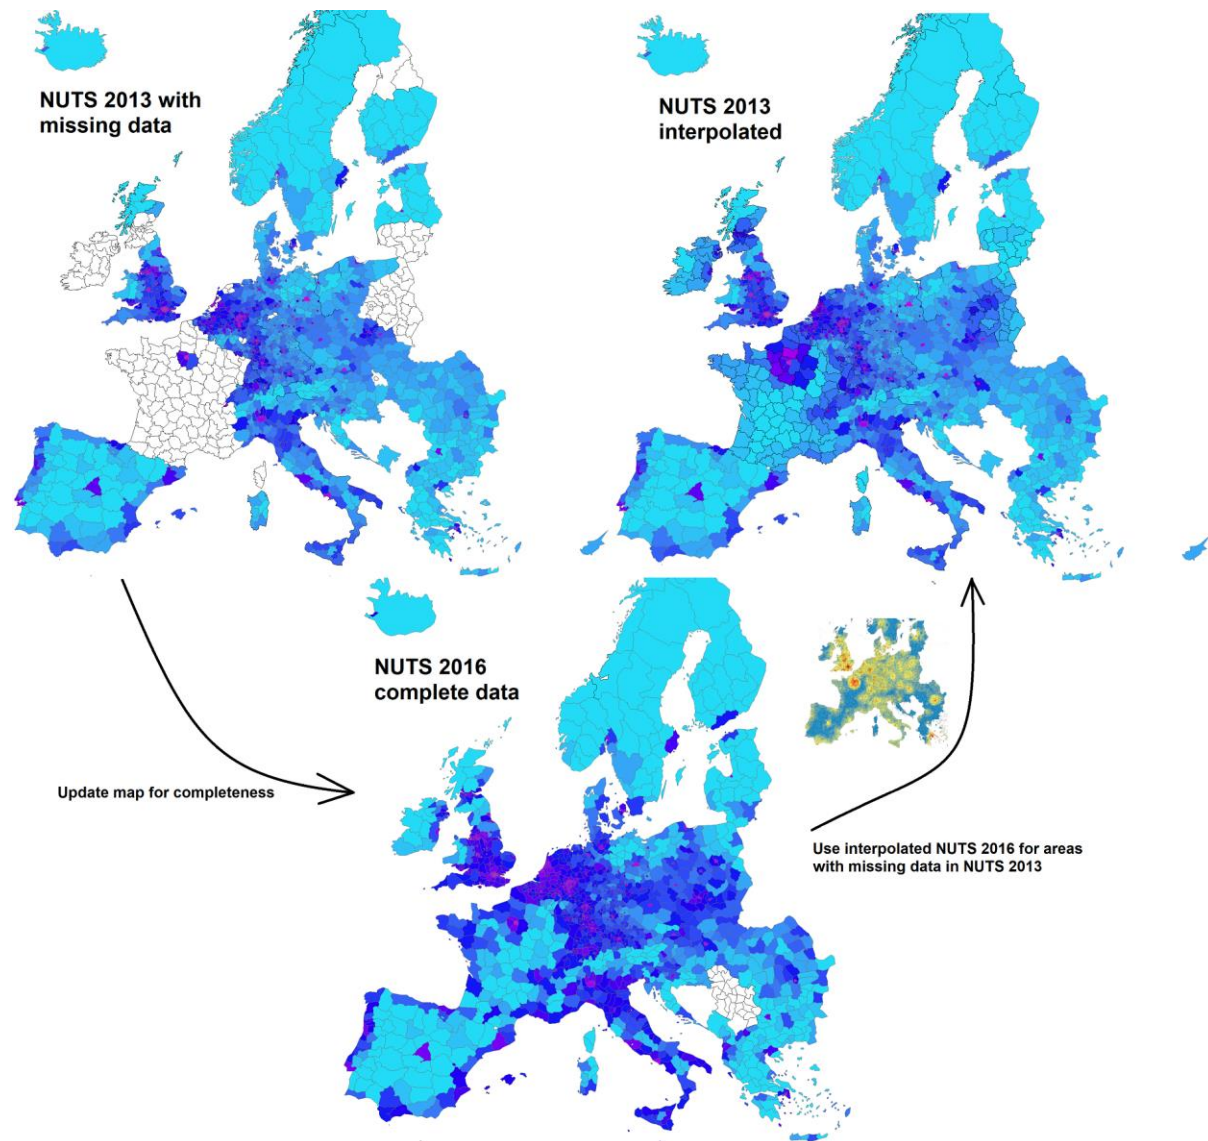 NUTS 2013 with
missing data
NUTS 2013
interpolated
NUTS 2016
complete data
Update map for completeness
Use interpolated NUTS 2016 for areas
with missing data in NUTS 2013